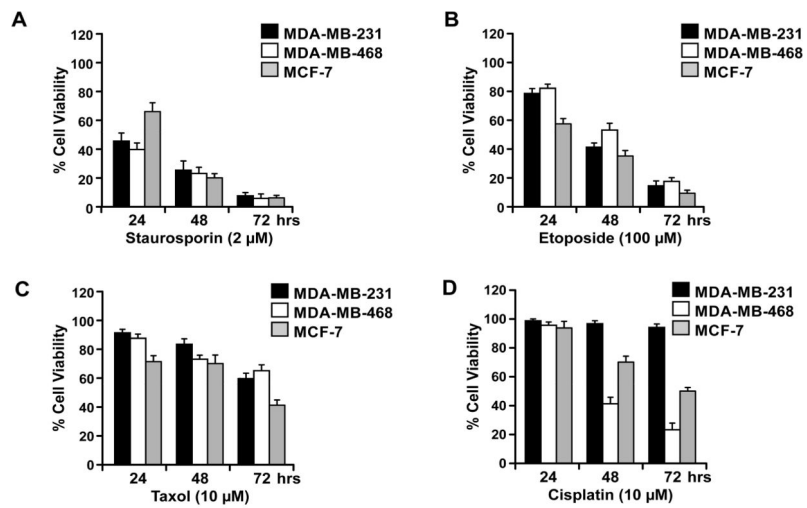 A
MDA-MB-231
MDA-MB-468
MCF-7
% Cell Viability
120
100
80
60
40
20
0
24 48 72 hrs
Staurosporin (2 µM)
B
MDA-MB-231
MDA-MB-468
MCF-7
% Cell Viability
120
100
80
60
40
20
0
24 48 72 hrs
Etoposide (100 µM)
C
MDA-MB-231
MDA-MB-468
MCF-7
% Cell Viability
120
100
80
60
40
20
0
24 48 72 hrs
Taxol (10 µM)
D
MDA-MB-231
MDA-MB-468
MCF-7
% Cell Viability
120
100
80
60
40
20
0
24 48 72 hrs
Cisplatin (10 µM)